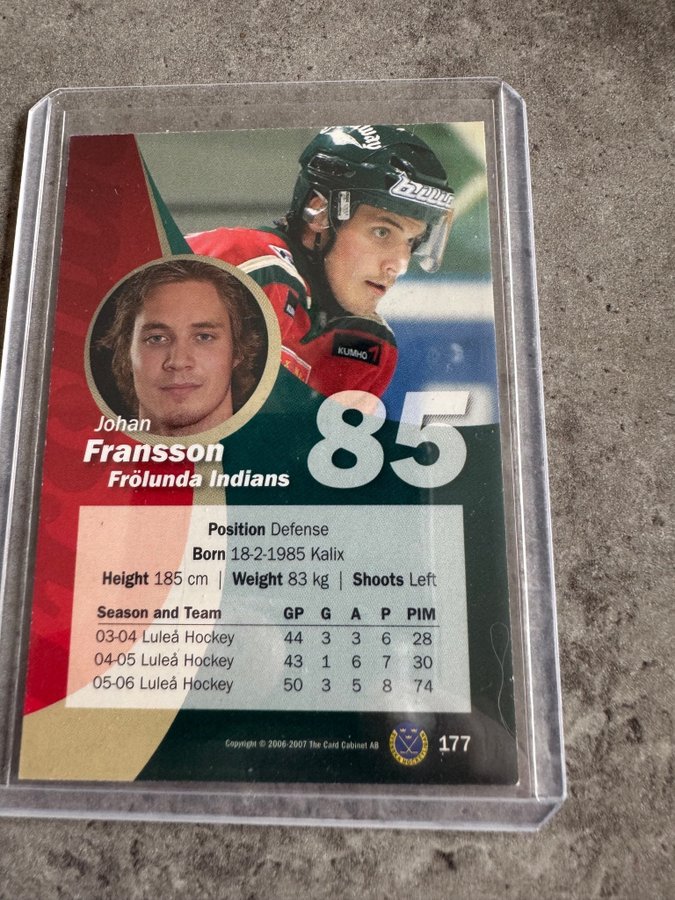 KUMHO
85
Johan
Fransson
Frölunda Indians
Position Defense
Born 18-2-1985 Kalix
Height 185 cm | Weight 83 kg | Shoots Left
Season and Team GP G A P PIM
03-04 Luleå Hockey 44 3 3 6 28
04-05 Luleå Hockey 43 1 6 7 30
05-06 Luleå Hockey 50 3 5 8 74
Copyright © 2006-2007 The Card Cabinet AB
177